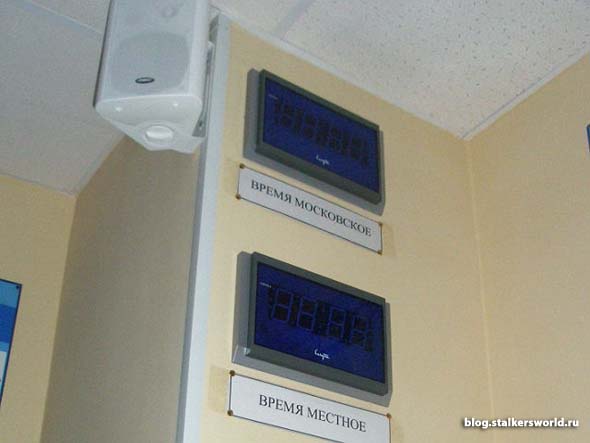 ВРЕМЯ МОСКОВСКОЕ
ВРЕМЯ МЕСТНОЕ
blog.stalkersworld.ru